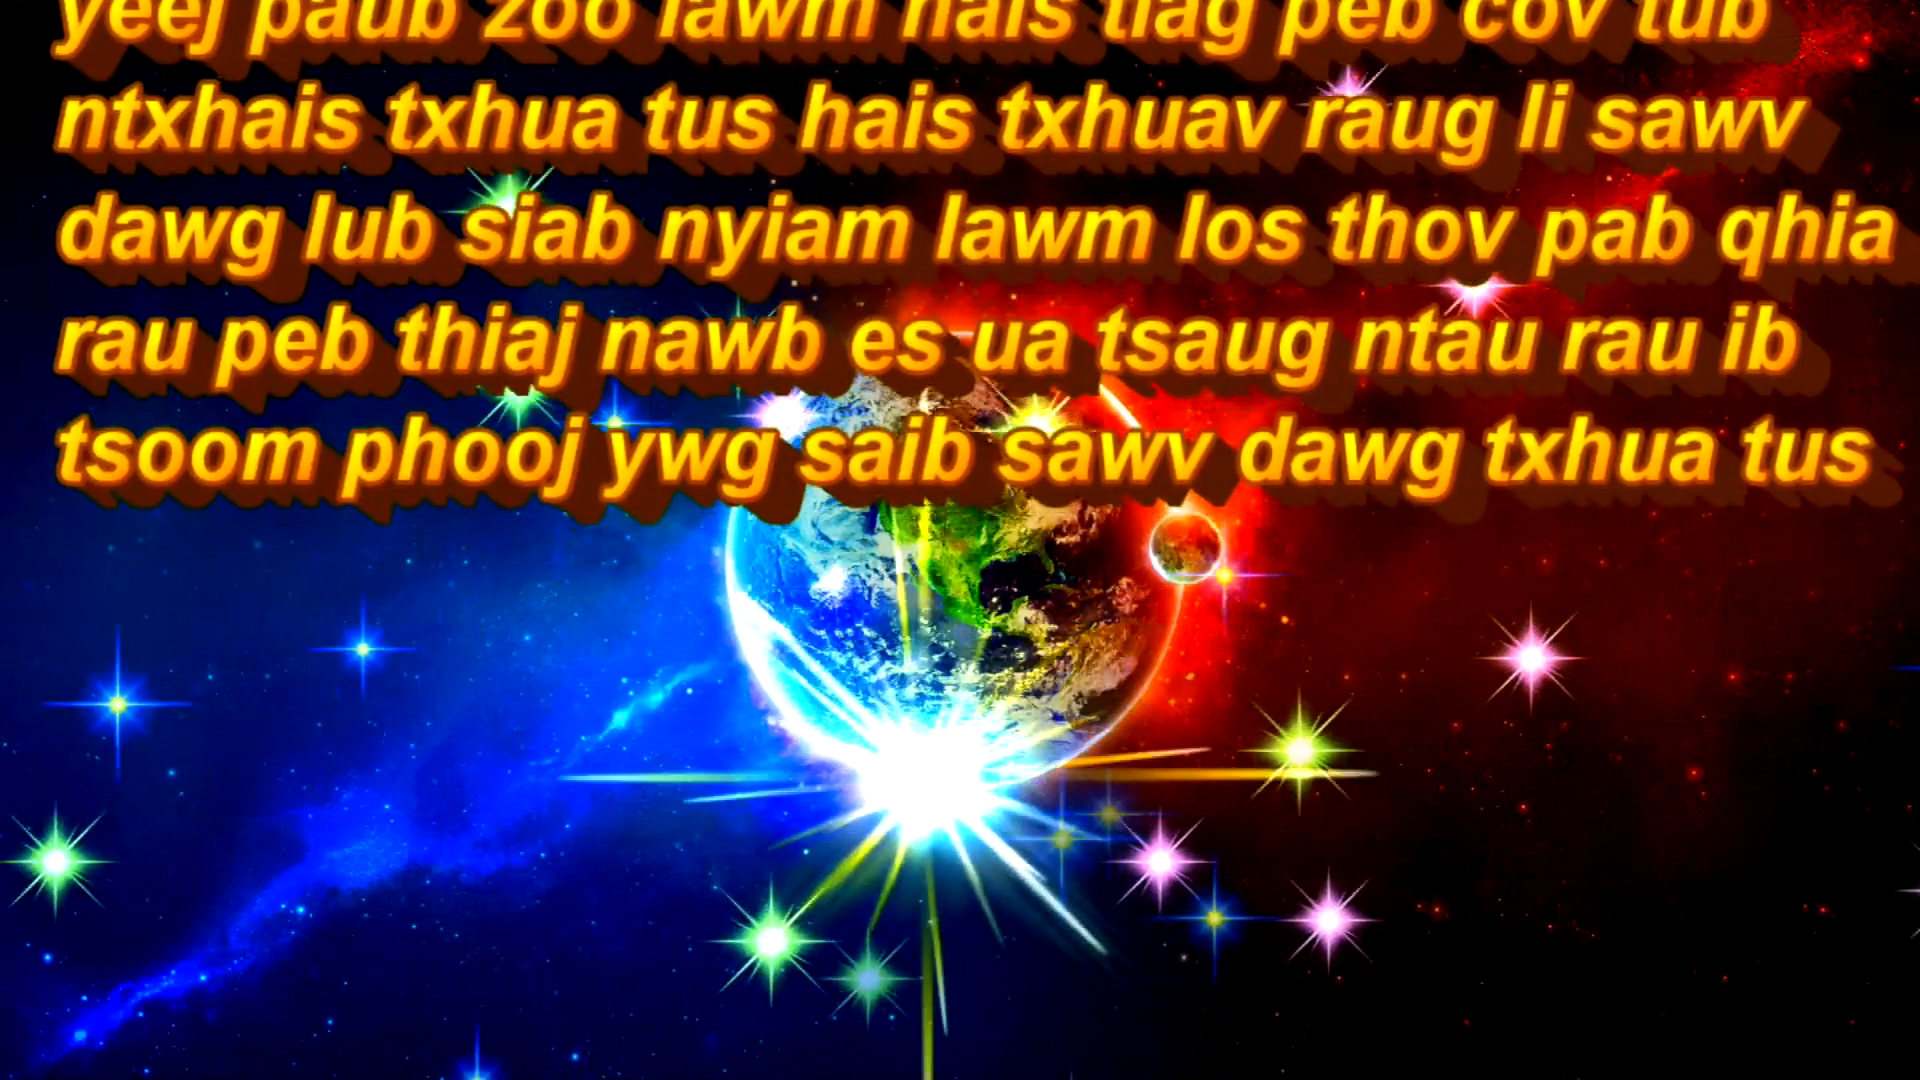 yeej paub zoo lawm hais tiag peb cov tub
ntxhais txhua tus hais txhuav raug li sawv
dawg lub siab nyiam lawm los thov pab qhia
rau peb thiaj nawb es ua tsaug ntau rau ib
tsoom phooj ywg saib sawv dawg txhua tus